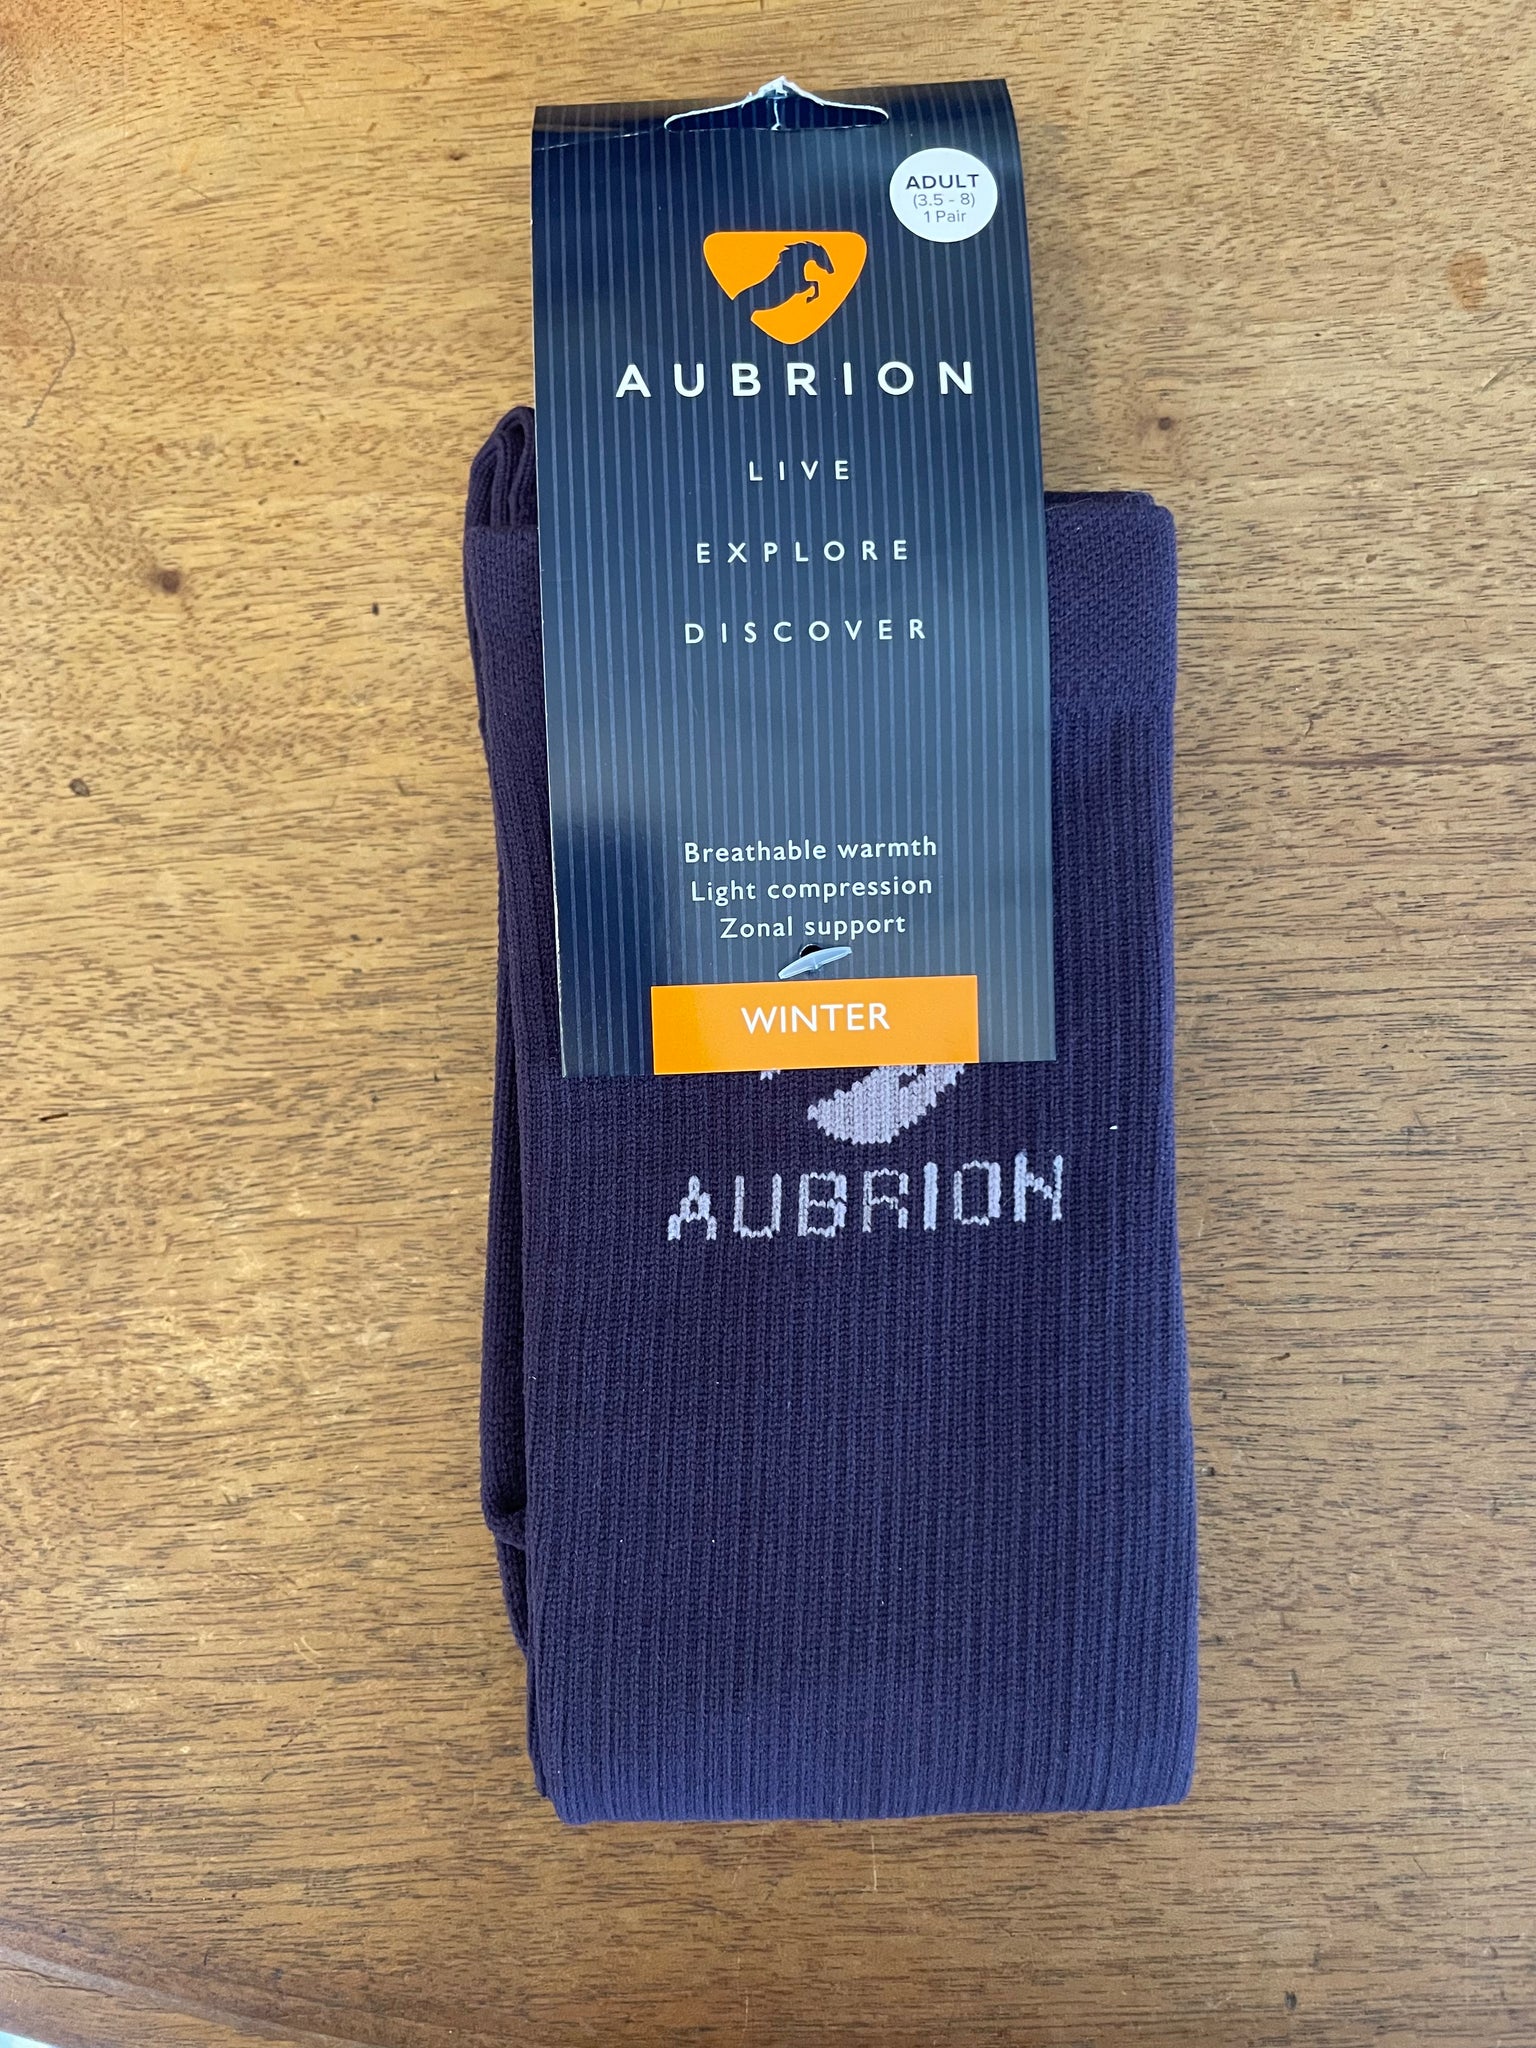 ADULT
(3.5 - 8)
1 Pair
AUBRION
LIVE
EXPLORE
DISCOVER
Breathable warmth
Light compression
Zonal support
WINTER
AUBRION